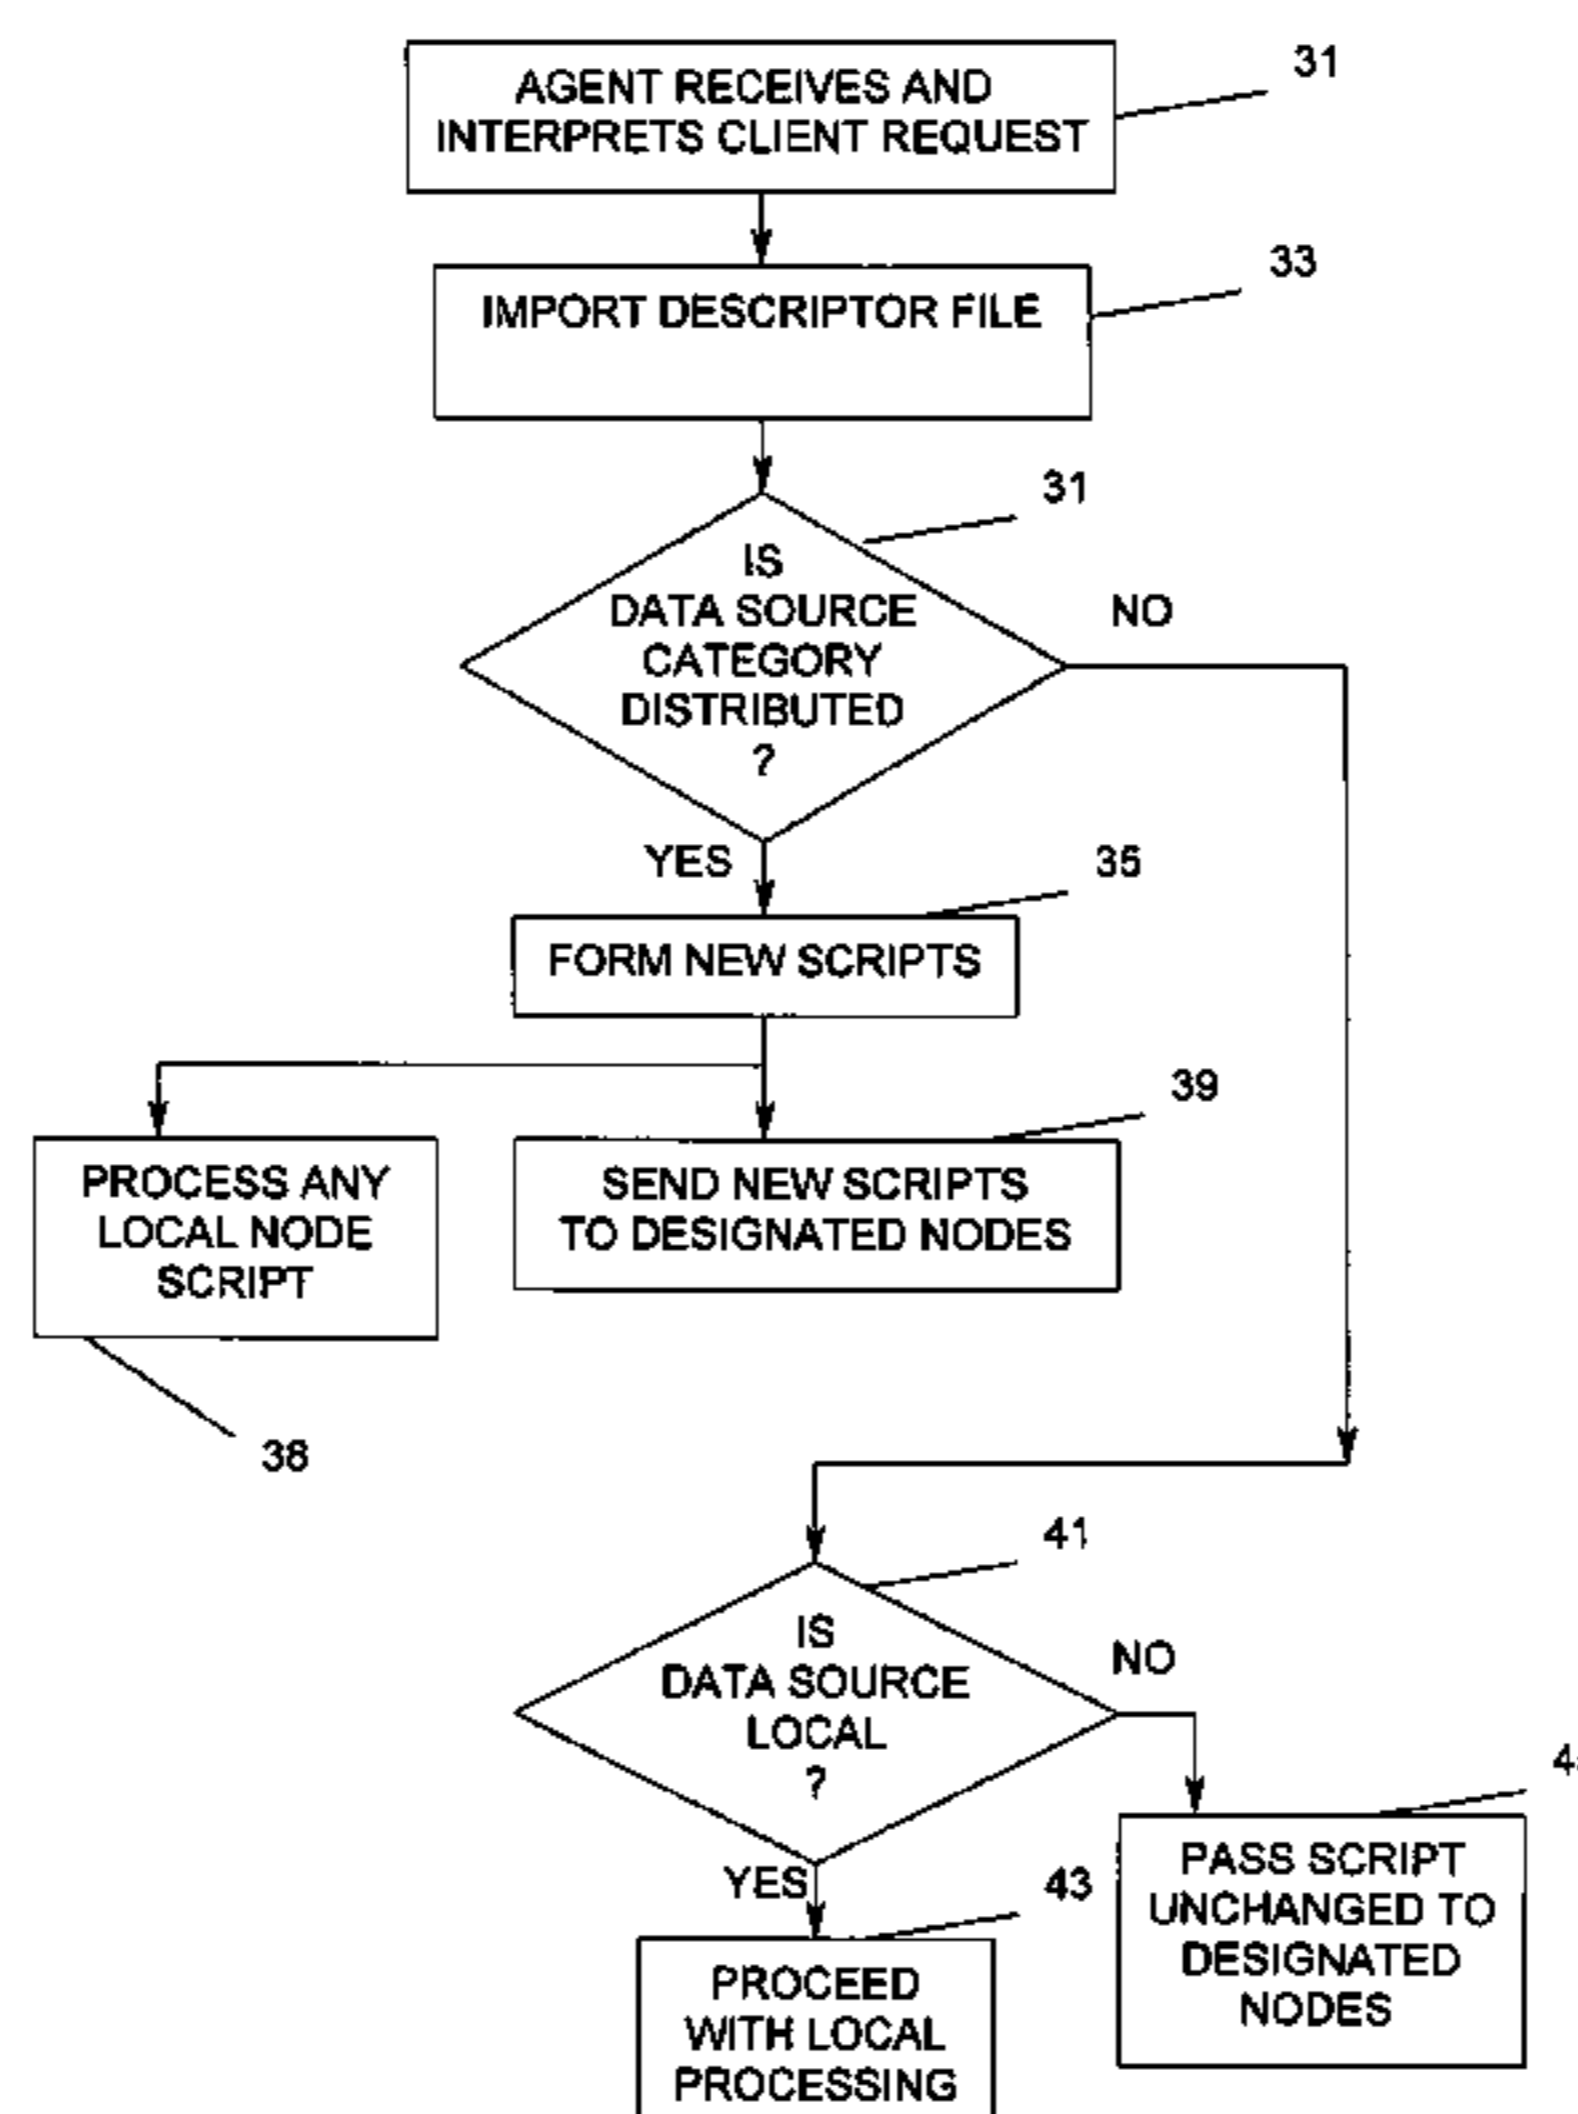 AGENT RECEIVES AND
INTERPRETS CLIENT REQUEST
31
IMPORT DESCRIPTOR FILE
33
31
IS
DATA SOURCE
CATEGORY
DISTRIBUTED
?
NO
YES
35
FORM NEW SCRIPTS
39
PROCESS ANY
LOCAL NODE
SCRIPT
SEND NEW SCRIPTS
TO DESIGNATED NODES
38
41
IS
DATA SOURCE
LOCAL
?
NO
YES
43
PROCEED
WITH LOCAL
PROCESSING
PASS SCRIPT
UNCHANGED TO
DESIGNATED
NODES